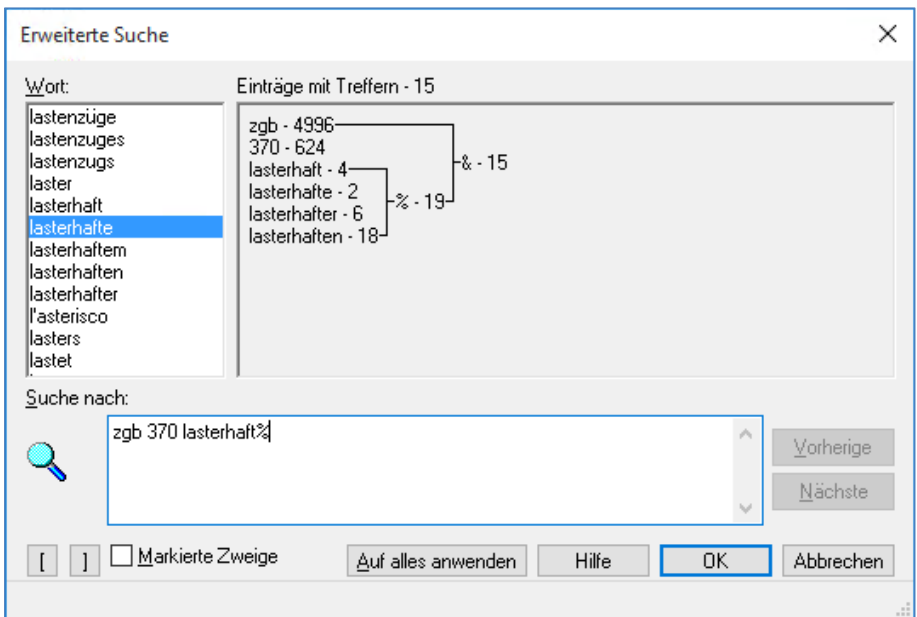 Erweiterte Suche
Wort:
Einträge mit Treffern - 15
lastenzüge
lastenzuges
lastenzugs
laster
lasterhaft
lasterhafte
lasterhaftem
lasterhaften
lasterhafter
l'asterisco
lasters
lastet
zgb - 4996
370 - 624
lasterhaft - 4
lasterhafte - 2
lasterhafter - 6
lasterhaften - 18
% - 19
& - 15
Suche nach:
zgb 370 lasterhaft%
Vorherige
Nächste
[ ] Markierte Zweige Auf alles anwenden Hilfe OK Abbrechen